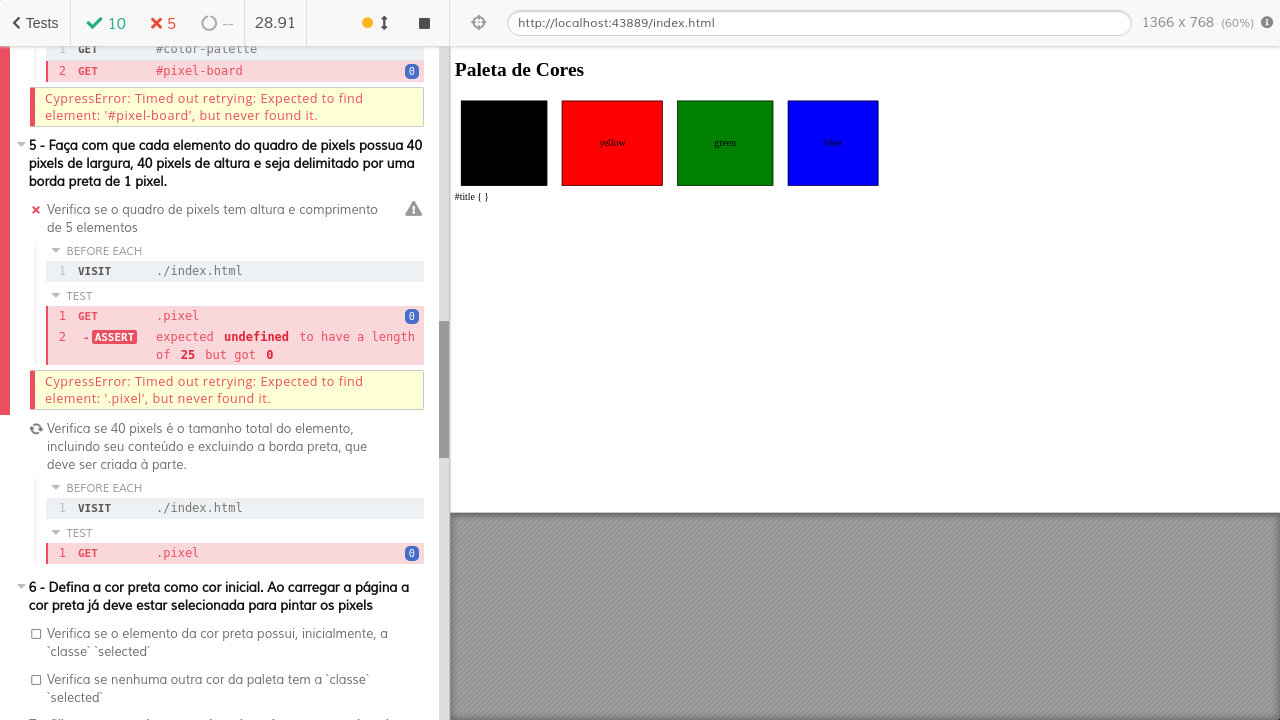 Tests 10 5 -- 28.91
http://localhost:43889/index.html 1366 x 768 (60%)
1 GET #color-palette
2 GET #pixel-board 0
CypressError: Timed out retrying: Expected to find
element: '#pixel-board', but never found it.
5 - Faça com que cada elemento do quadro de pixels possua 40
pixels de largura, 40 pixels de altura e seja delimitado por uma
borda preta de 1 pixel.
Verifica se o quadro de pixels tem altura e comprimento
de 5 elementos
BEFORE EACH
1 VISIT ./index.html
TEST
1 GET .pixel 0
2 -ASSERT expected undefined to have a length
of 25 but got 0
CypressError: Timed out retrying: Expected to find
element: '.pixel', but never found it.
Verifica se 40 pixels é o tamanho total do elemento,
incluindo seu conteúdo e excluindo a borda preta, que
deve ser criada à parte.
BEFORE EACH
1 VISIT ./index.html
TEST
1 GET .pixel 0
6 - Defina a cor preta como cor inicial. Ao carregar a página a
cor preta já deve estar selecionada para pintar os pixels
Verifica se o elemento da cor preta possui, inicialmente, a
`classe` `selected`
Verifica se nenhuma outra cor da paleta tem a `classe`
`selected`
Paleta de Cores
yellow green blue
#title { }